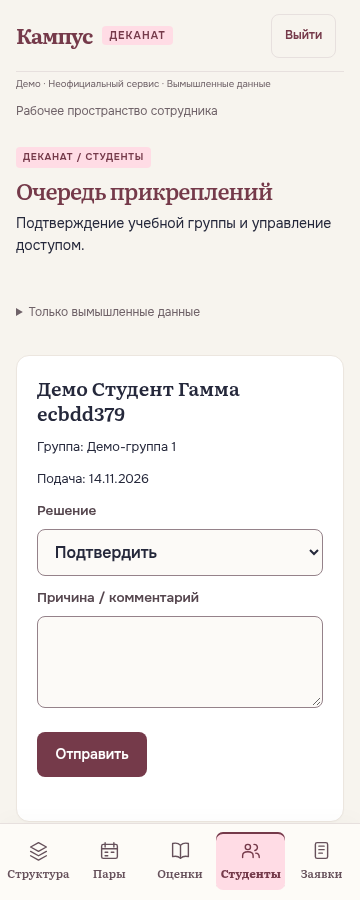 Кампус ДЕКАНАТ Выйти
Демо · Неофициальный сервис · Вымышленные данные
Рабочее пространство сотрудника
ДЕКАНАТ / СТУДЕНТЫ
Очередь прикреплений
Подтверждение учебной группы и управление
доступом.
Только вымышленные данные
Демо Студент Гамма
ecbdd379
Группа: Демо-группа 1
Подача: 14.11.2026
Решение
Подтвердить
Причина / комментарий
Отправить
Структура Пары Оценки Студенты Заявки